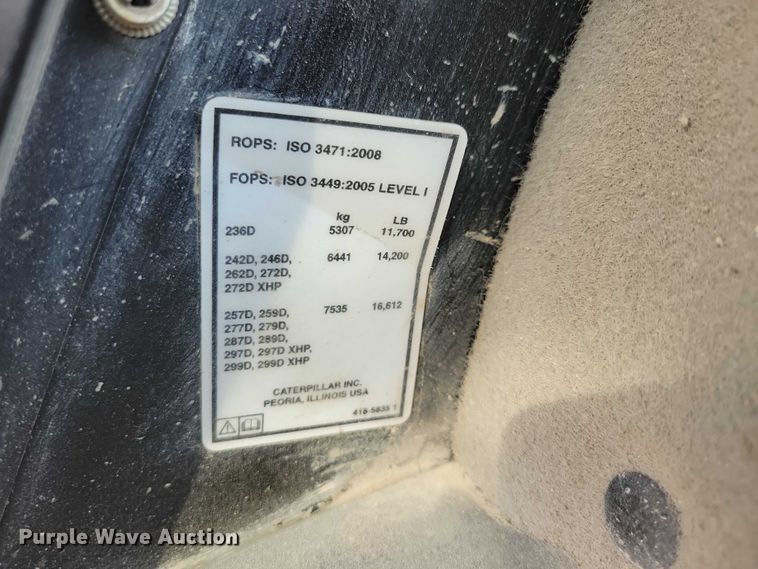 ROPS: ISO 3471:2008
FOPS: ISO 3449:2005 LEVEL I
kg LB
236D 5307 11,700
242D, 246D, 6441 14,200
262D, 272D,
272D XHP
257D, 259D, 7535 16,612
277D, 279D,
287D, 289D,
297D, 297D XHP,
299D, 299D XHP
CATERPILLAR INC.
PEORIA, ILLINOIS USA
Purple Wave Auction